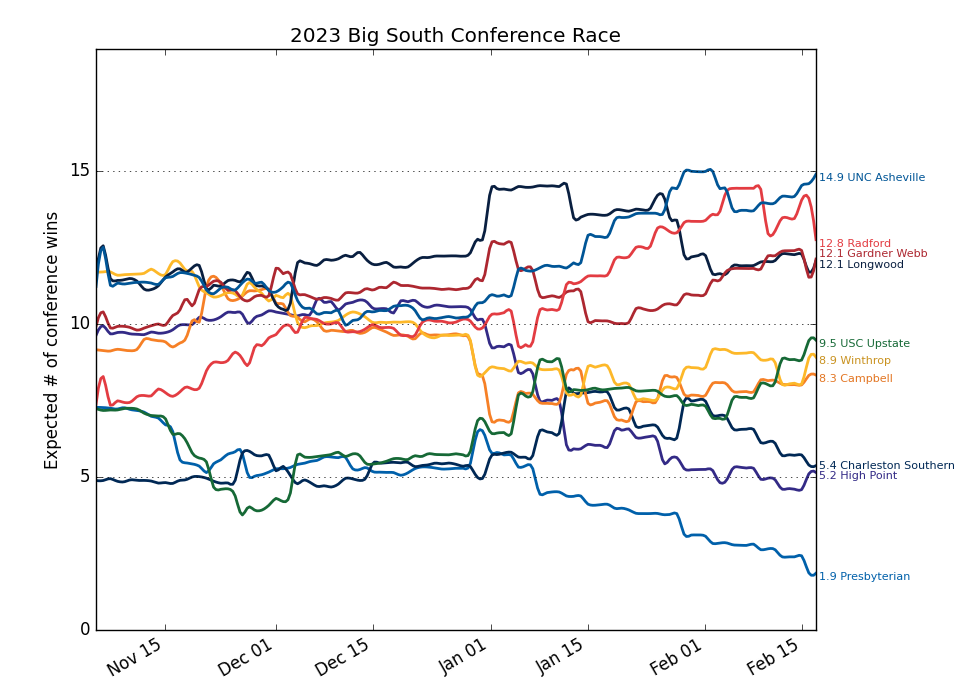 2023 Big South Conference Race
Expected # of conference wins
15
10
5
0
Nov 15
Dec 01
Dec 15
Jan 01
Jan 15
Feb 01
Feb 15
14.9 UNC Asheville
12.8 Radford
12.1 Gardner Webb
12.1 Longwood
9.5 USC Upstate
8.9 Winthrop
8.3 Campbell
5.4 Charleston Southern
5.2 High Point
1.9 Presbyterian